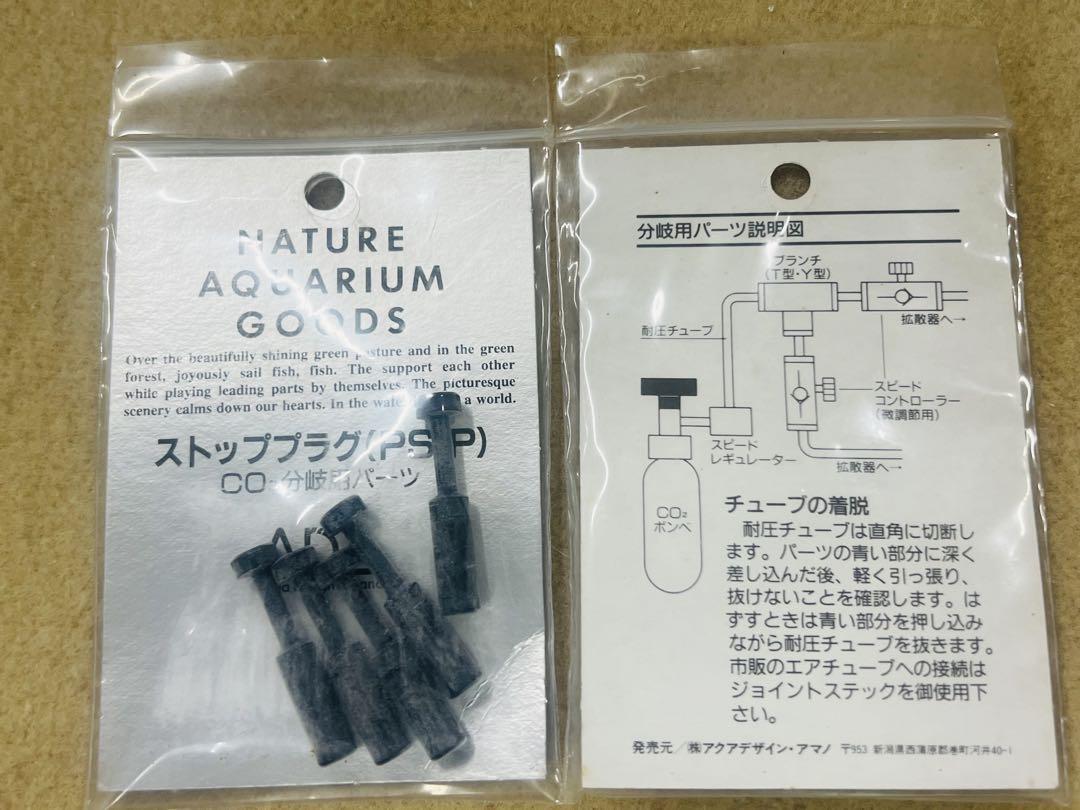 NATURE
AQUARIUM
GOODS
Over the beautifully shining green pasture and in the green
forest, joyously sail fish, fish. The support each other
while playing leading parts by themselves. The picturesque
scenery calms down our hearts. In the a world.
ストッププラグ(PS P)
CO₂分岐用パーツ
分岐用パーツ説明図
ブランチ
(T型・Y型)
拡散器へ→
耐圧チューブ
スピード
コントローラー
(微調節用)
スピード
レギュレーター
拡散器へ→
CO₂
ボンベ
チューブの着脱
耐圧チューブは直角に切断し
ます。パーツの青い部分に深く
差し込んだ後、軽く引っ張り、
抜けないことを確認します。は
ずすときは青い部分を押し込み
ながら耐圧チューブを抜きます。
市販のエアチューブへの接続は
ジョイントステックを御使用下
さい。
発売元/㈱アクアデザイン・アマノ 〒953 新潟県西蒲原郡巻町河井40-1